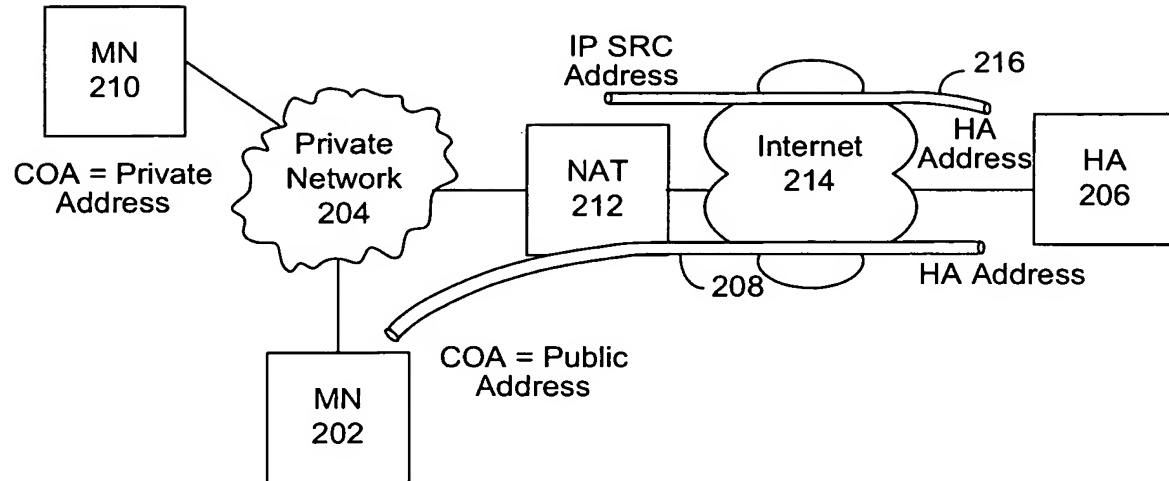 MN
210
IP SRC
Address
216
Private
Network
204
Internet
214
HA
Address
HA
206
NAT
212
COA = Private
Address
208
HA Address
COA = Public
Address
MN
202